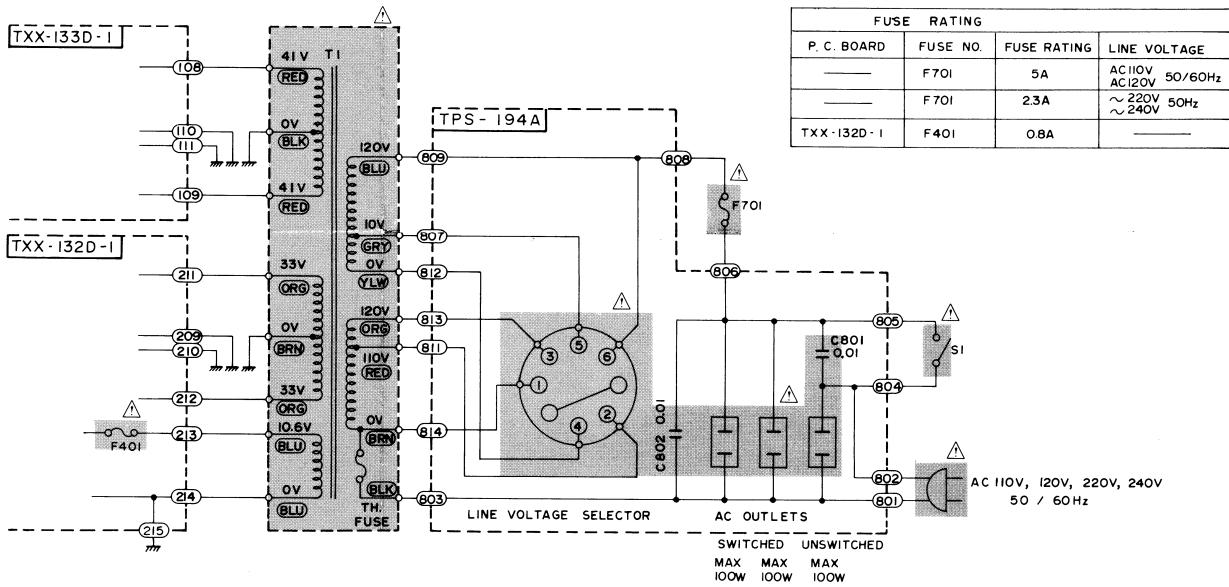 TXX-133D-1
108
110
111
109
TXX-132D-1
211
209
210
212
213
F401
214
215
T1
41V
RED
0V
BLK
41V
RED
33V
ORG
0V
BRN
33V
ORG
10.6V
BLU
0V
BLU
120V
BLU
10V
GRY
0V
YLW
120V
ORG
110V
RED
0V
BRN
BLK
TH.
FUSE
TPS-194A
809
807
812
813
811
814
803
808
806
805
804
802
801
F701
S1
1
2
3
4
5
6
C801
0.01
C802 0.01
LINE VOLTAGE SELECTOR
AC OUTLETS
SWITCHED UNSWITCHED
MAX MAX MAX
100W 100W 100W
AC 110V, 120V, 220V, 240V
50 / 60Hz
FUSE RATING
P. C. BOARD FUSE NO. FUSE RATING LINE VOLTAGE
—— F701 5A AC110V AC120V 50/60Hz
—— F701 2.3A ~220V ~240V 50Hz
TXX-132D-1 F401 0.8A ——